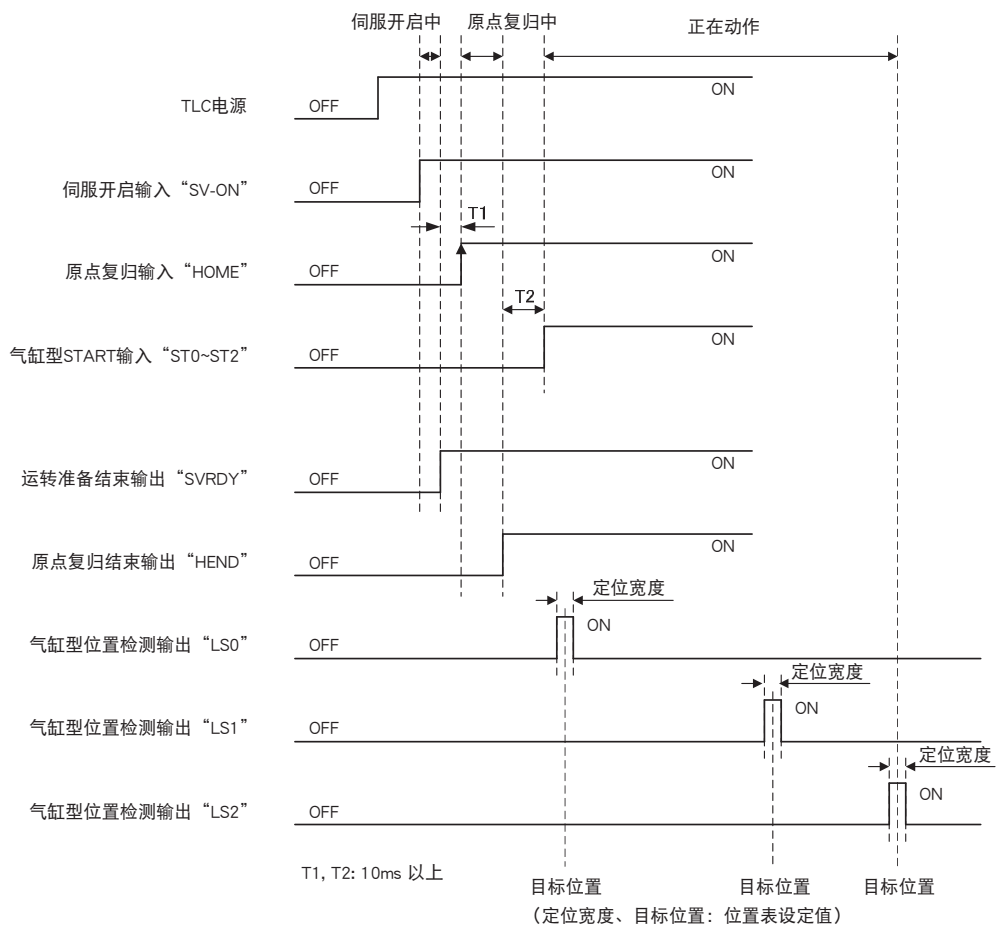 伺服开启中 原点复归中 正在动作
TLC电源 OFF ON
伺服开启输入“SV-ON” OFF ON
T1
原点复归输入“HOME” OFF ON
T2
气缸型START输入“ST0~ST2” OFF ON
运转准备结束输出“SVRDY” OFF ON
原点复归结束输出“HEND” OFF ON
定位宽度
气缸型位置检测输出“LS0” OFF ON
定位宽度
气缸型位置检测输出“LS1” OFF ON
定位宽度
气缸型位置检测输出“LS2” OFF ON
T1, T2: 10ms 以上
目标位置 目标位置 目标位置
（定位宽度、目标位置：位置表设定值）